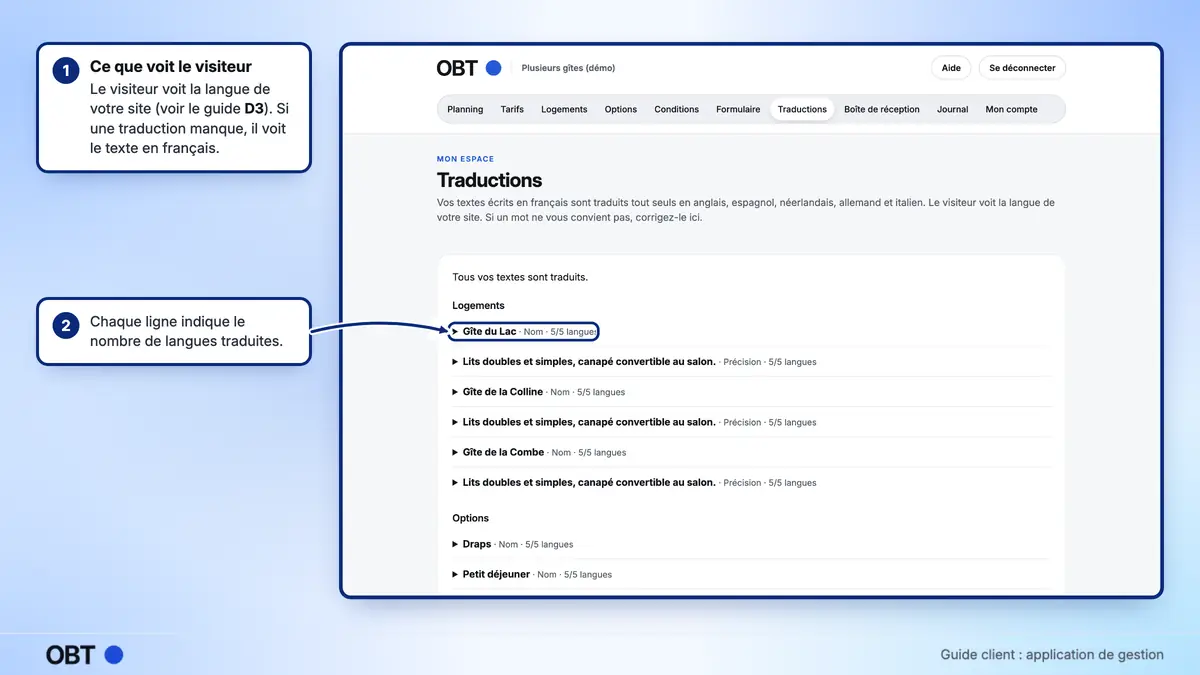 1
Ce que voit le visiteur
Le visiteur voit la langue de
votre site (voir le guide D3). Si
une traduction manque, il voit
le texte en français.
2
Chaque ligne indique le
nombre de langues traduites.
OBT
Plusieurs gîtes (démo)
Aide
Se déconnecter
Planning Tarifs Logements Options Conditions Formulaire Traductions Boîte de réception Journal Mon compte
MON ESPACE
Traductions
Vos textes écrits en français sont traduits tout seuls en anglais, espagnol, néerlandais, allemand et italien. Le visiteur voit la langue de
votre site. Si un mot ne vous convient pas, corrigez-le ici.
Tous vos textes sont traduits.
Logements
Gîte du Lac · Nom · 5/5 langues
Lits doubles et simples, canapé convertible au salon. · Précision · 5/5 langues
Gîte de la Colline · Nom · 5/5 langues
Lits doubles et simples, canapé convertible au salon. · Précision · 5/5 langues
Gîte de la Combe · Nom · 5/5 langues
Lits doubles et simples, canapé convertible au salon. · Précision · 5/5 langues
Options
Draps · Nom · 5/5 langues
Petit déjeuner · Nom · 5/5 langues
OBT
Guide client : application de gestion